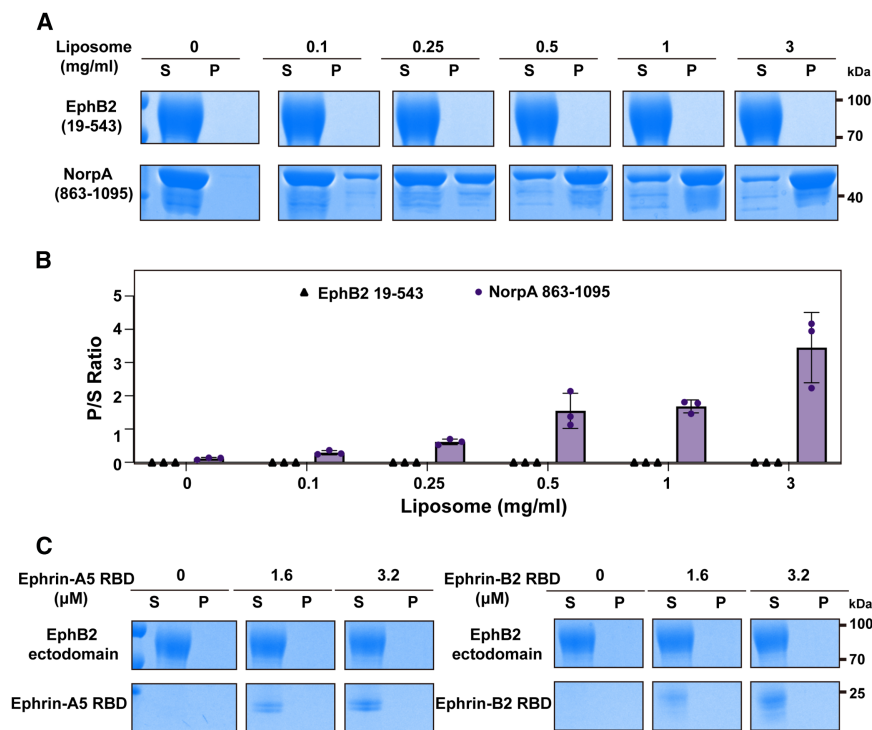 A
Liposome (mg/ml) 0 0.1 0.25 0.5 1 3
S P S P S P S P S P S P kDa
EphB2 (19-543) 100
70
NorpA (863-1095) 40
B
EphB2 19-543 NorpA 863-1095
P/S Ratio
5
4
3
2
1
0
0 0.1 0.25 0.5 1 3
Liposome (mg/ml)
C
Ephrin-A5 RBD (µM) 0 1.6 3.2 Ephrin-B2 RBD (µM) 0 1.6 3.2
S P S P S P S P S P S P kDa
EphB2 ectodomain EphB2 ectodomain 100
70
Ephrin-A5 RBD Ephrin-B2 RBD 25